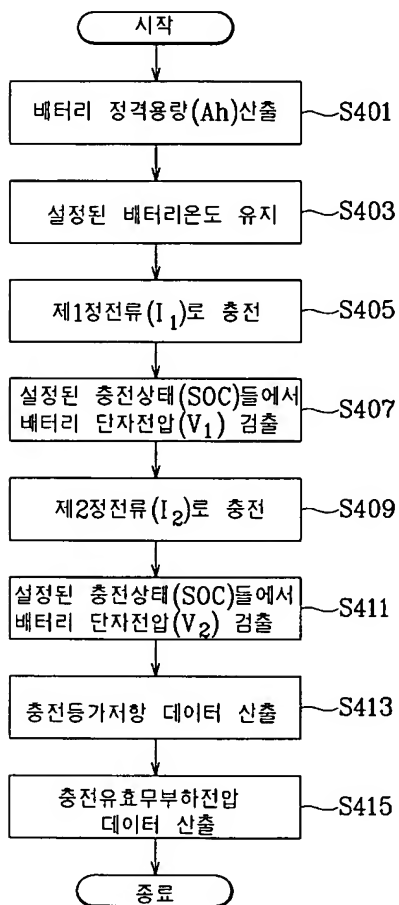 시작
배터리 정격용량(Ah)산출
S401
설정된 배터리온도 유지
S403
제1정전류(I₁)로 충전
S405
설정된 충전상태(SOC)들에서
배터리 단자전압(V₁) 검출
S407
제2정전류(I₂)로 충전
S409
설정된 충전상태(SOC)들에서
배터리 단자전압(V₂) 검출
S411
충전등가저항 데이터 산출
S413
충전유효무부하전압
데이터 산출
S415
종료